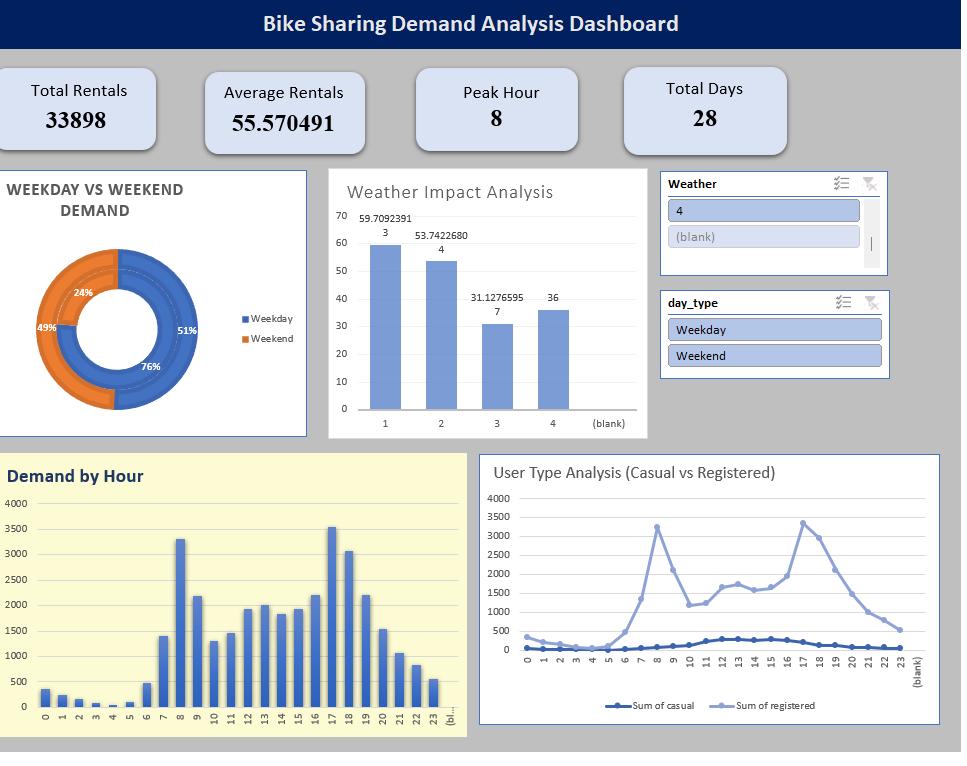 Bike Sharing Demand Analysis Dashboard
Total Rentals
33898
Average Rentals
55.570491
Peak Hour
8
Total Days
28
WEEKDAY VS WEEKEND
DEMAND
24%
49%
51%
76%
Weekday
Weekend
Weather Impact Analysis
70
60
50
40
30
20
10
0
59.7092391
3
53.7422680
4
31.1276595
7
36
1 2 3 4 (blank)
Weather
4
(blank)
day_type
Weekday
Weekend
Demand by Hour
4000
3500
3000
2500
2000
1500
1000
500
0
0 1 2 3 4 5 6 7 8 9 10 11 12 13 14 15 16 17 18 19 20 21 22 23 (bl...
User Type Analysis (Casual vs Registered)
4000
3500
3000
2500
2000
1500
1000
500
0
0 1 2 3 4 5 6 7 8 9 10 11 12 13 14 15 16 17 18 19 20 21 22 23 (blank)
Sum of casual Sum of registered